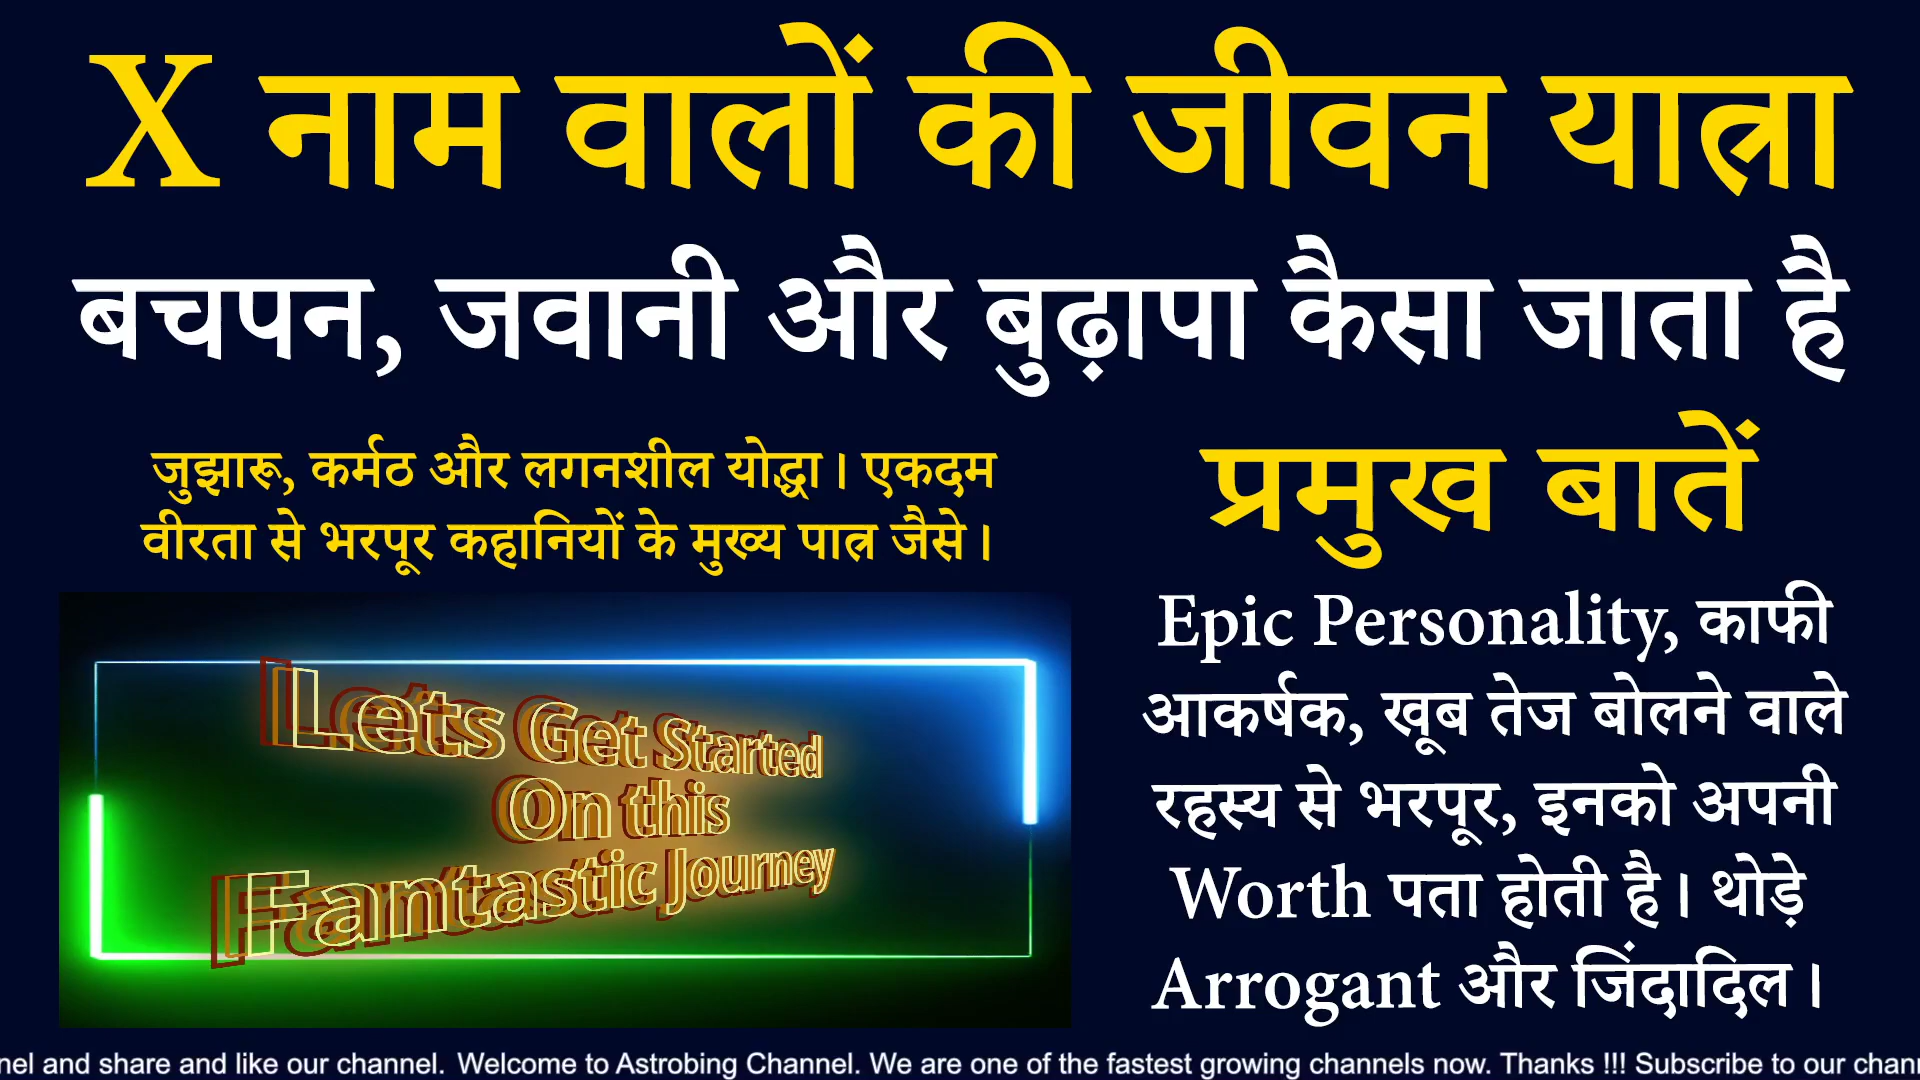 X नाम वालों की जीवन यात्रा
बचपन, जवानी और बुढ़ापा कैसा जाता है
जुझारू, कर्मठ और लगनशील योद्धा। एकदम
वीरता से भरपूर कहानियों के मुख्य पात्र जैसे।
Lets Get Started
On this
Fantastic Journey
प्रमुख बातें
Epic Personality, काफी
आकर्षक, खूब तेज बोलने वाले
रहस्य से भरपूर, इनको अपनी
Worth पता होती है। थोड़े
Arrogant और जिंदादिल।
nel and share and like our channel. Welcome to Astrobing Channel. We are one of the fastest growing channels now. Thanks !!! Subscribe to our chan